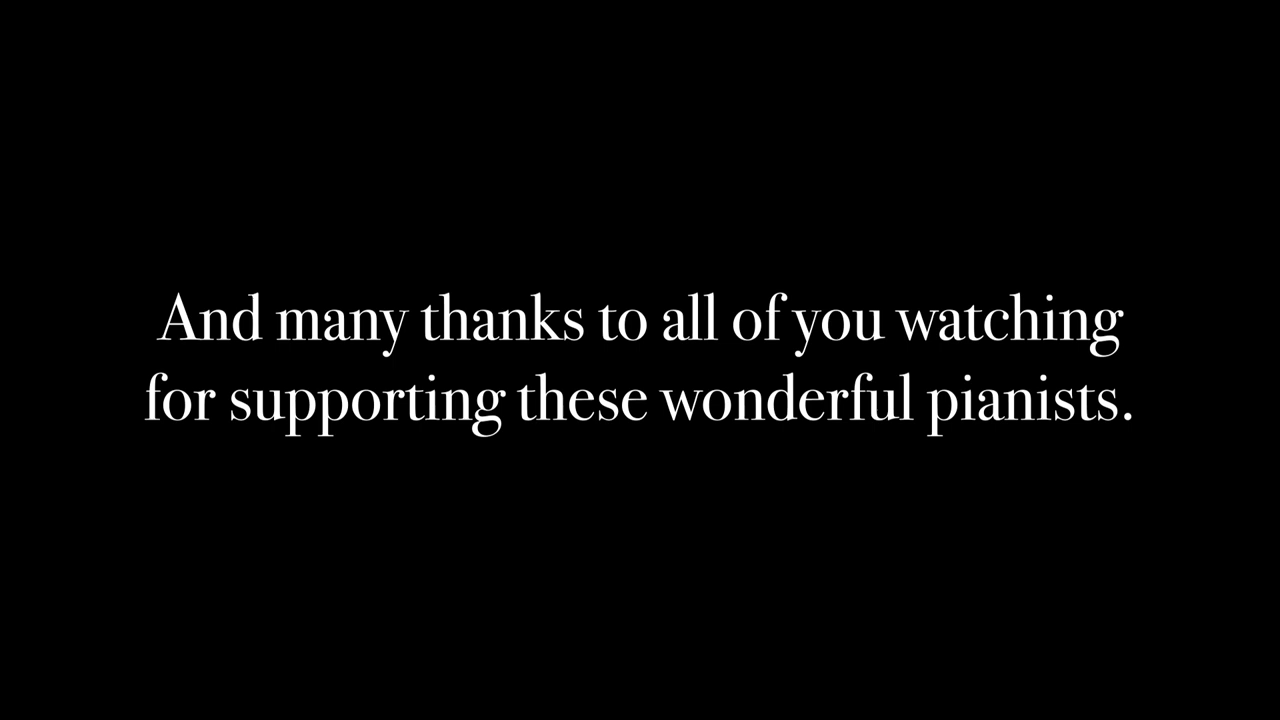 And many thanks to all of you watching
for supporting these wonderful pianists.